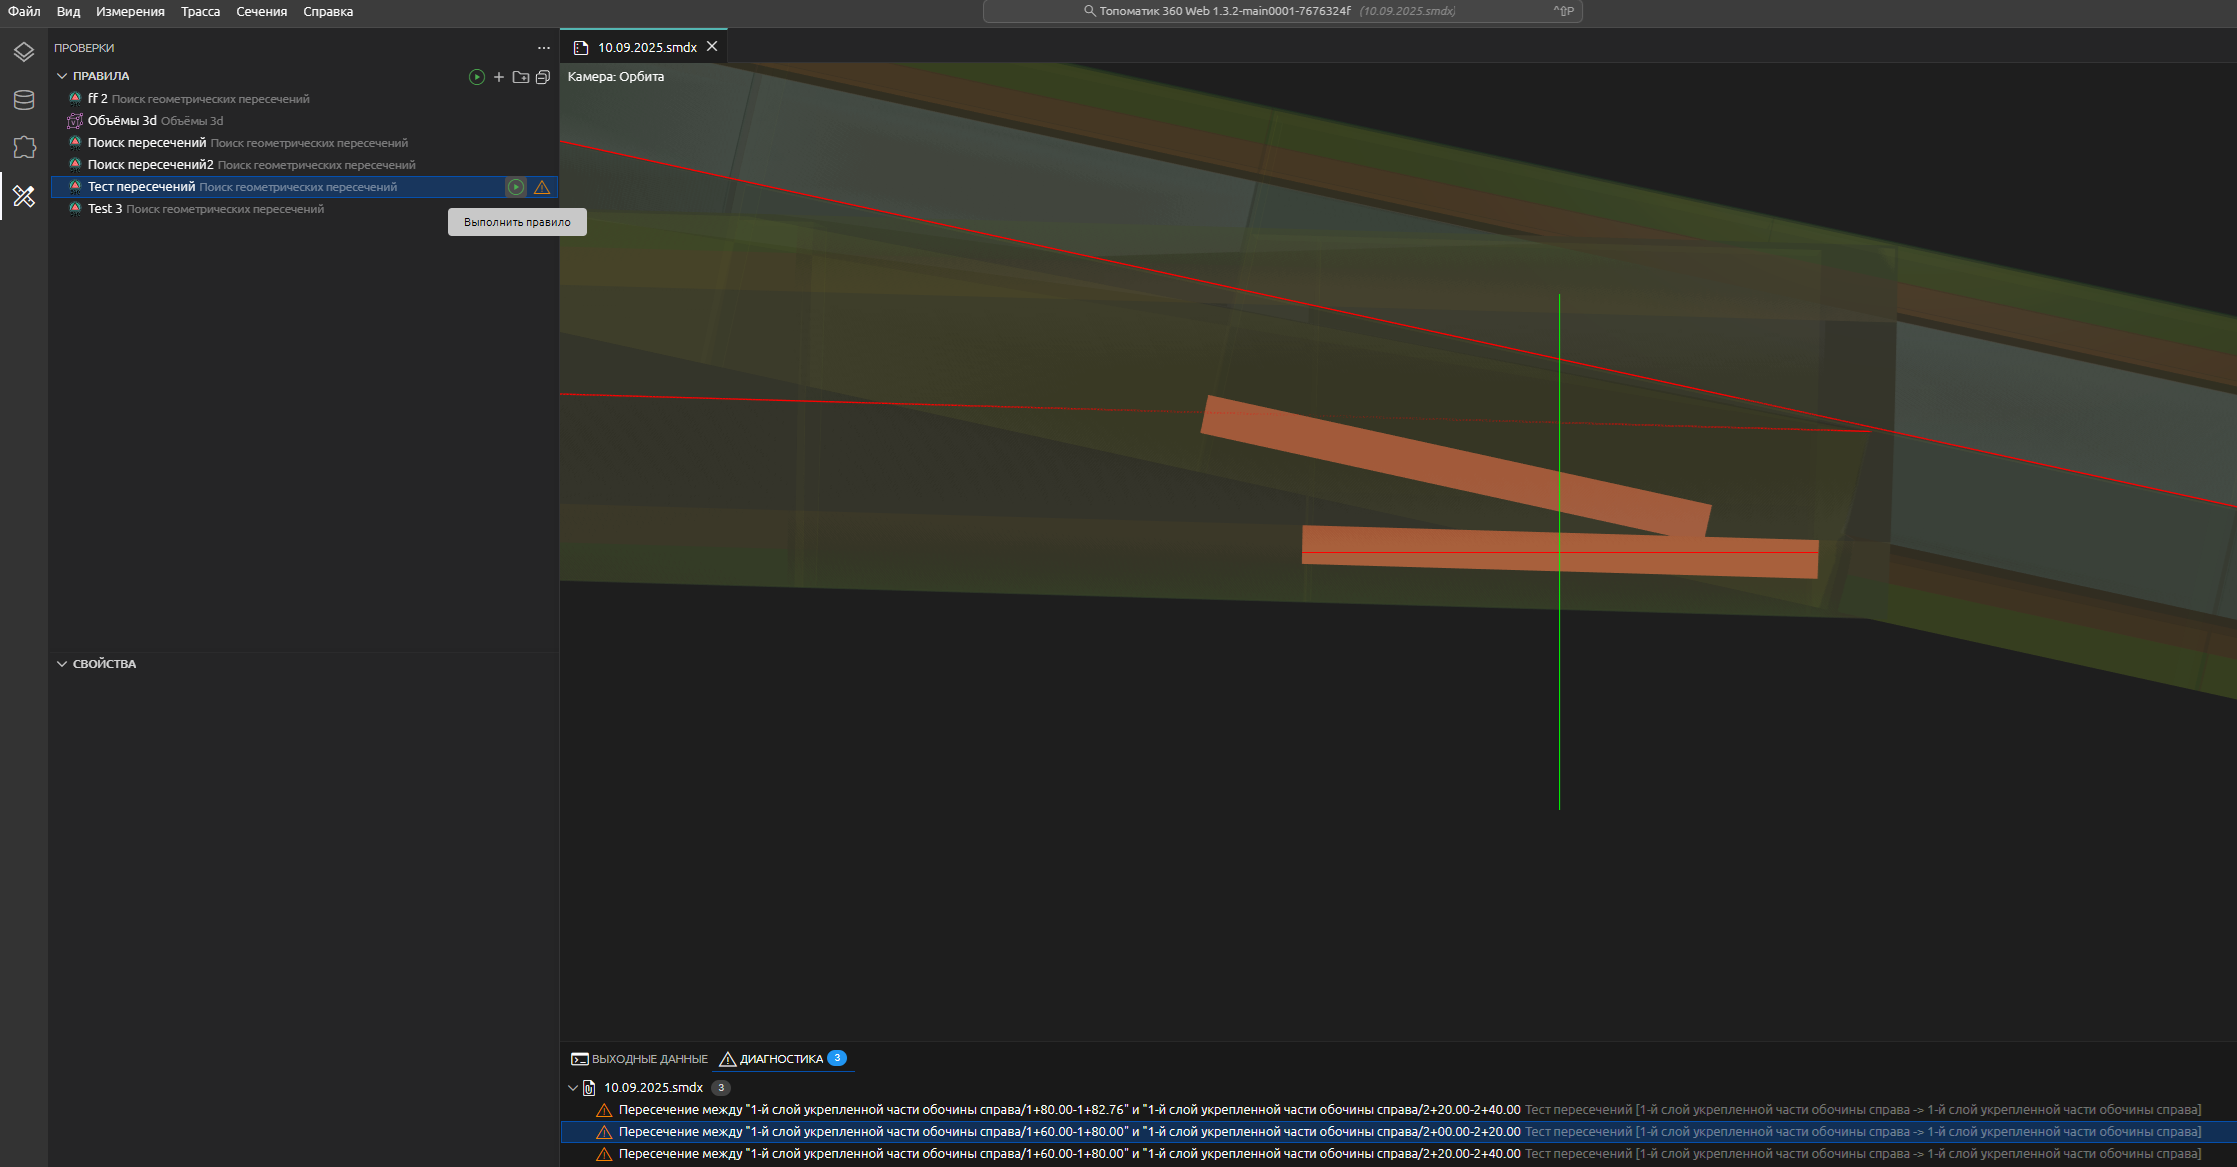 Файл Вид Измерения Трасса Сечения Справка
Топоматик 360 Web 1.3.2-main0001-7676324f (10.09.2025.smdx) ^⇧P
ПРОВЕРКИ
ПРАВИЛА
ff 2 Поиск геометрических пересечений
Объёмы 3d Объёмы 3d
Поиск пересечений Поиск геометрических пересечений
Поиск пересечений2 Поиск геометрических пересечений
Тест пересечений Поиск геометрических пересечений
Test 3 Поиск геометрических пересечений
Выполнить правило
СВОЙСТВА
10.09.2025.smdx
Камера: Орбита
ВЫХОДНЫЕ ДАННЫЕ ДИАГНОСТИКА 3
10.09.2025.smdx 3
Пересечение между "1-й слой укрепленной части обочины справа/1+80.00-1+82.76" и "1-й слой укрепленной части обочины справа/2+20.00-2+40.00 Тест пересечений [1-й слой укрепленной части обочины справа -> 1-й слой укрепленной части обочины справа]
Пересечение между "1-й слой укрепленной части обочины справа/1+60.00-1+80.00" и "1-й слой укрепленной части обочины справа/2+00.00-2+20.00 Тест пересечений [1-й слой укрепленной части обочины справа -> 1-й слой укрепленной части обочины справа]
Пересечение между "1-й слой укрепленной части обочины справа/1+60.00-1+80.00" и "1-й слой укрепленной части обочины справа/2+20.00-2+40.00 Тест пересечений [1-й слой укрепленной части обочины справа -> 1-й слой укрепленной части обочины справа]